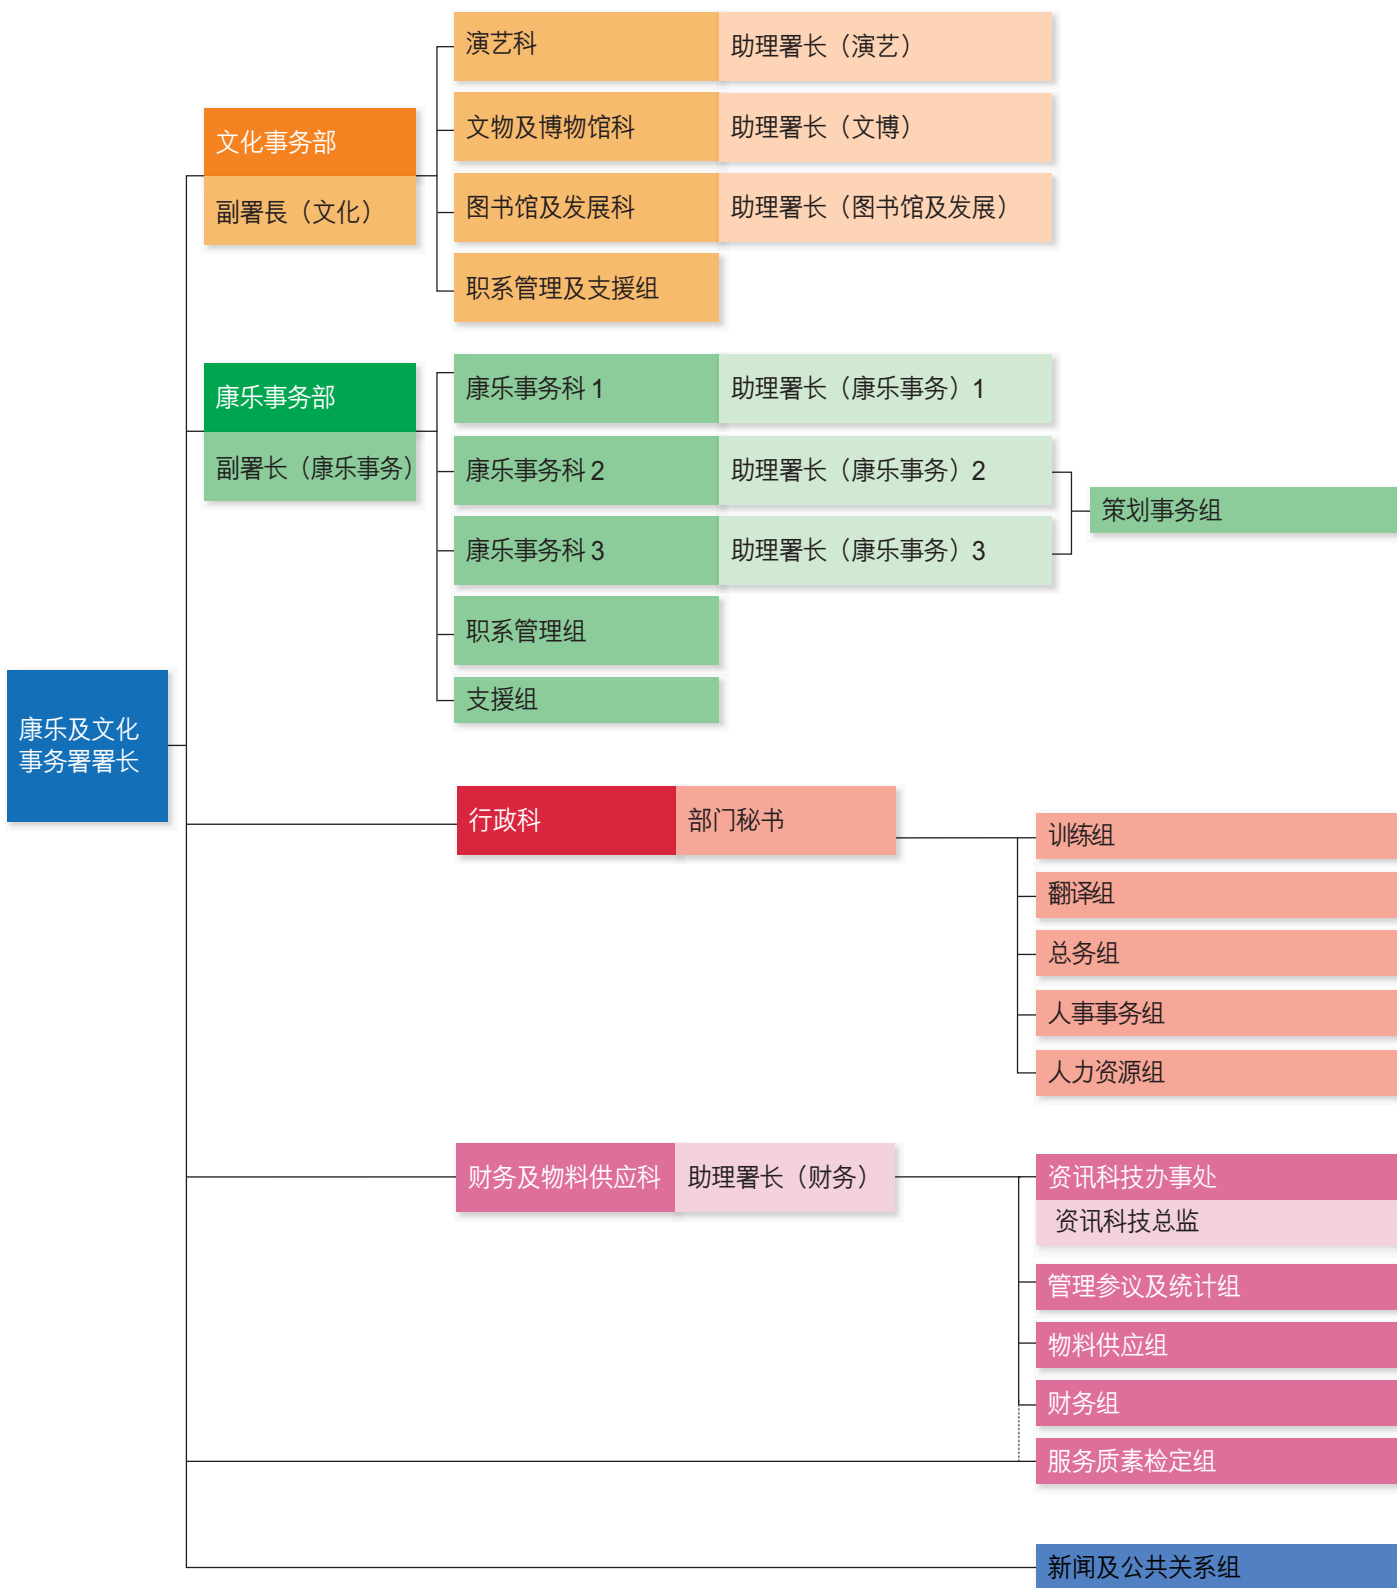 演艺科
助理署长（演艺）
文物及博物馆科
助理署长（文博）
文化事务部
副署長（文化）
图书馆及发展科
助理署长（图书馆及发展）
职系管理及支援组
康乐事务部
副署长（康乐事务）
康乐事务科 1
助理署长（康乐事务）1
康乐事务科 2
助理署长（康乐事务）2
康乐事务科 3
助理署长（康乐事务）3
策划事务组
职系管理组
支援组
康乐及文化
事务署署长
行政科
部门秘书
训练组
翻译组
总务组
人事事务组
人力资源组
财务及物料供应科
助理署长（财务）
资讯科技办事处
资讯科技总监
管理参议及统计组
物料供应组
财务组
服务质素检定组
新闻及公共关系组